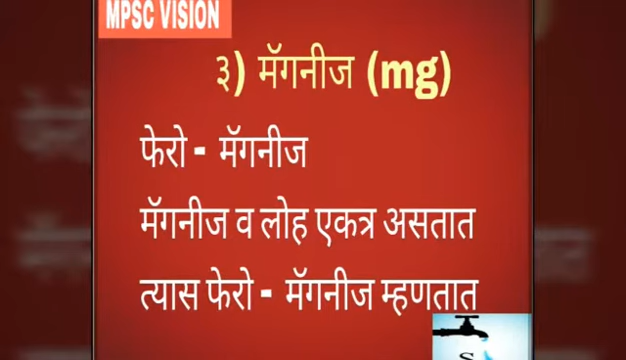 MPSC VISION
३) मॅगनीज (mg)
फेरो - मॅगनीज
मॅगनीज व लोह एकत्र असतात
त्यास फेरो - मॅगनीज म्हणतात
S